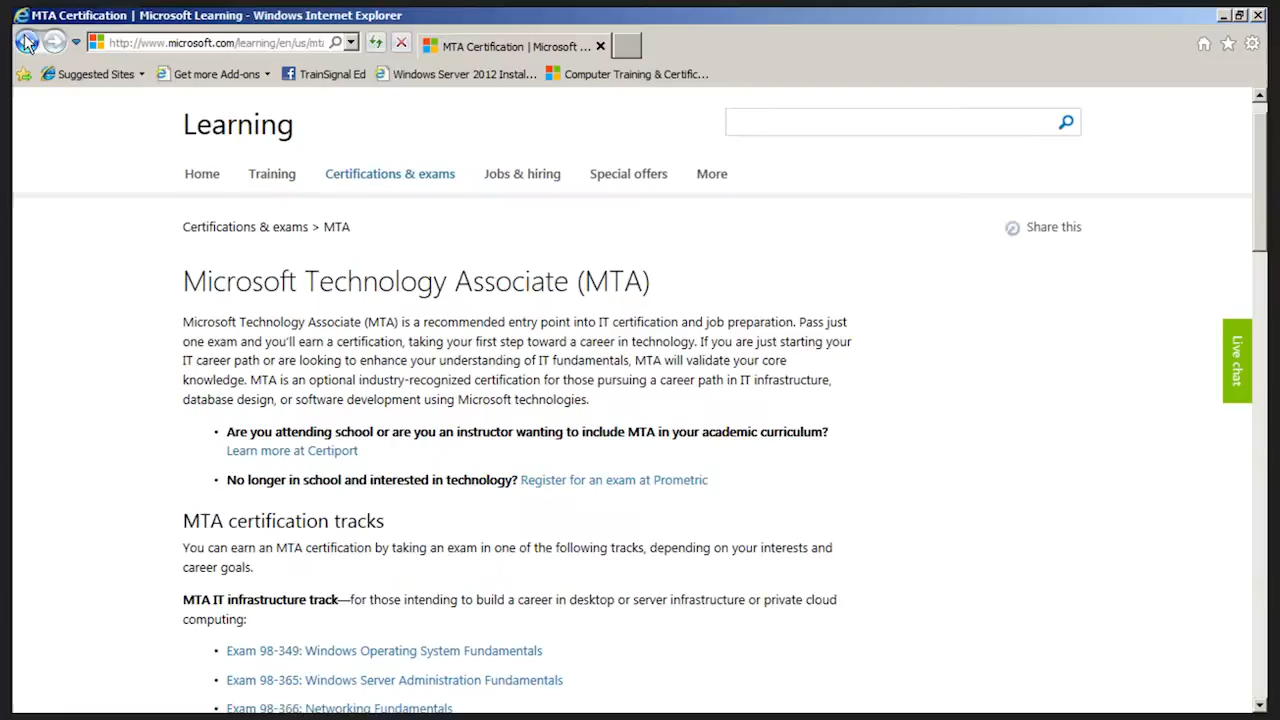 MTA Certification | Microsoft Learning - Windows Internet Explorer
http://www.microsoft.com/learning/en/us/mta
MTA Certification | Microsoft ...
Suggested Sites
Get more Add-ons
TrainSignal Ed
Windows Server 2012 Instal...
Computer Training & Certific...
Learning
Home
Training
Certifications & exams
Jobs & hiring
Special offers
More
Certifications & exams > MTA
Share this
Microsoft Technology Associate (MTA)
Microsoft Technology Associate (MTA) is a recommended entry point into IT certification and job preparation. Pass just
one exam and you'll earn a certification, taking your first step toward a career in technology. If you are just starting your
IT career path or are looking to enhance your understanding of IT fundamentals, MTA will validate your core
knowledge. MTA is an optional industry-recognized certification for those pursuing a career path in IT infrastructure,
database design, or software development using Microsoft technologies.
• Are you attending school or are you an instructor wanting to include MTA in your academic curriculum?
Learn more at Certiport
• No longer in school and interested in technology? Register for an exam at Prometric
Live chat
MTA certification tracks
You can earn an MTA certification by taking an exam in one of the following tracks, depending on your interests and
career goals.
MTA IT infrastructure track—for those intending to build a career in desktop or server infrastructure or private cloud
computing:
• Exam 98-349: Windows Operating System Fundamentals
• Exam 98-365: Windows Server Administration Fundamentals
• Exam 98-366: Networking Fundamentals